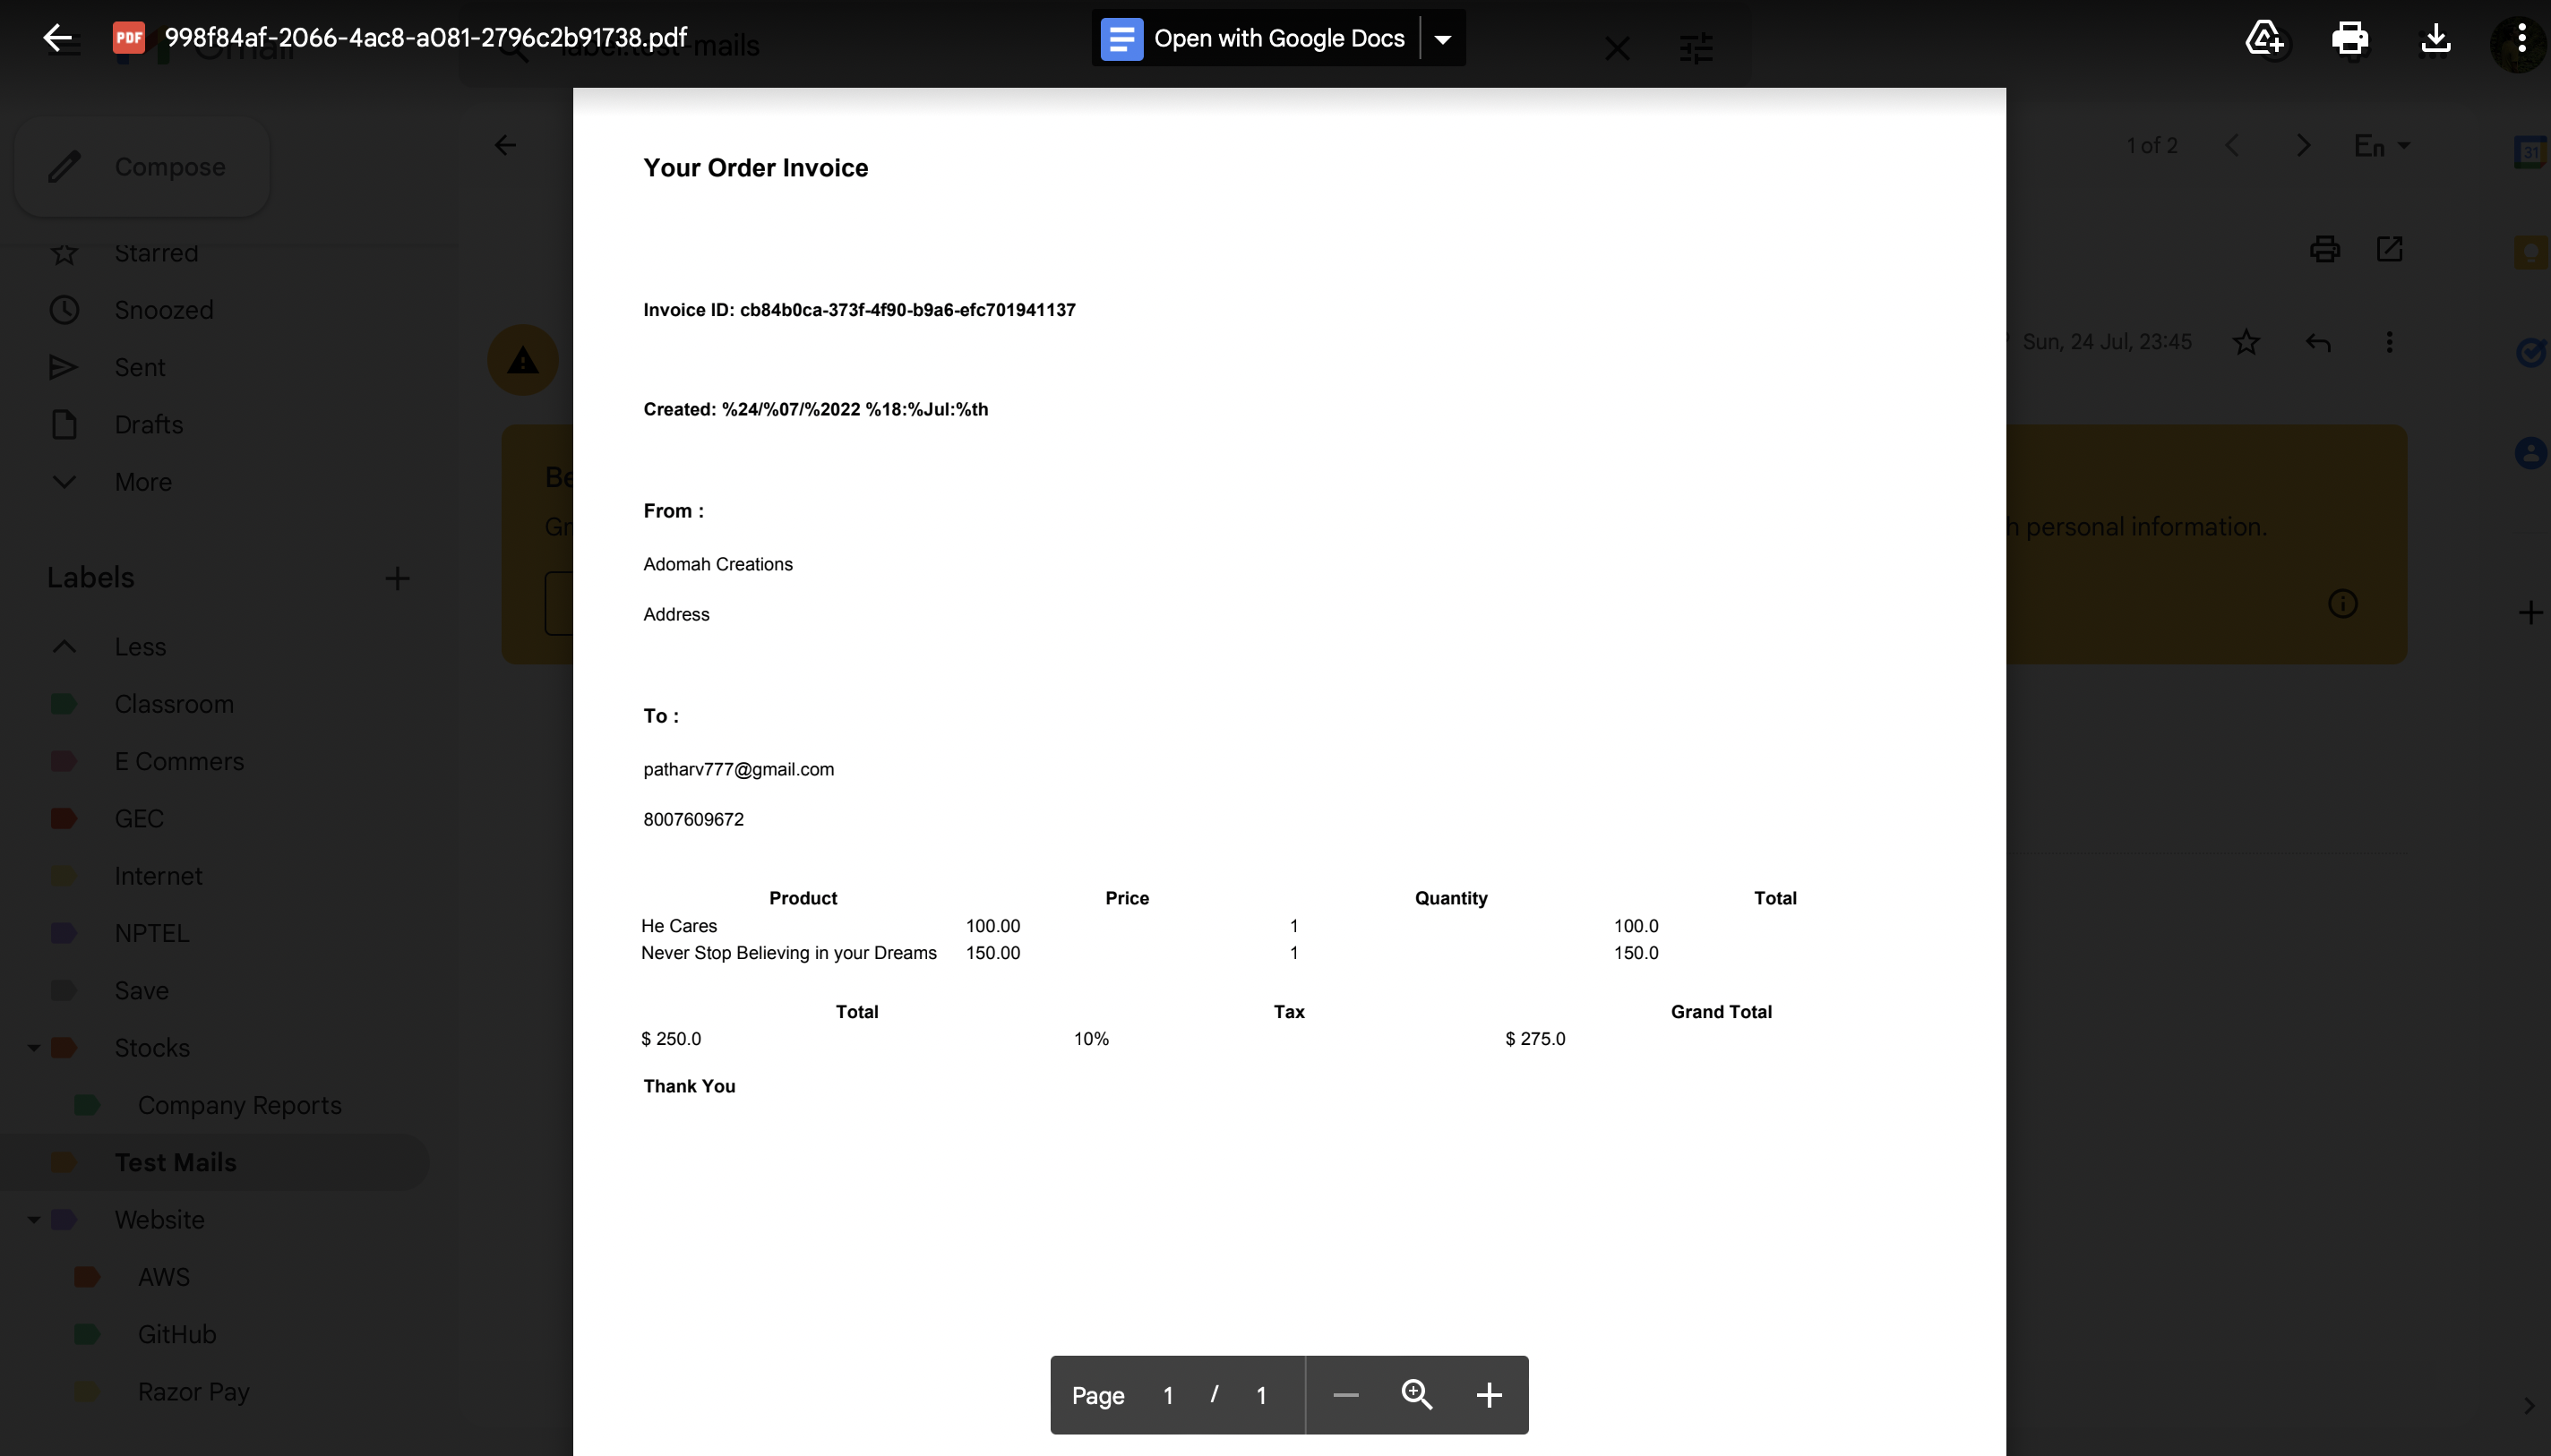 998f84af-2066-4ac8-a081-2796c2b91738.pdf
Open with Google Docs
Compose
1 of 2
En
Starred
Snoozed
Sent
Drafts
More
Sun, 24 Jul, 23:45
personal information.
Labels
Less
Classroom
E Commers
GEC
Internet
NPTEL
Save
Stocks
Company Reports
Test Mails
Website
AWS
GitHub
Razor Pay
Your Order Invoice
Invoice ID: cb84b0ca-373f-4f90-b9a6-efc701941137
Created: %24/%07/%2022 %18:%Jul:%th
From :
Adomah Creations
Address
To :
patharv777@gmail.com
8007609672
Product Price Quantity Total
He Cares 100.00 1 100.0
Never Stop Believing in your Dreams 150.00 1 150.0
Total Tax Grand Total
$ 250.0 10% $ 275.0
Thank You
Page 1 / 1